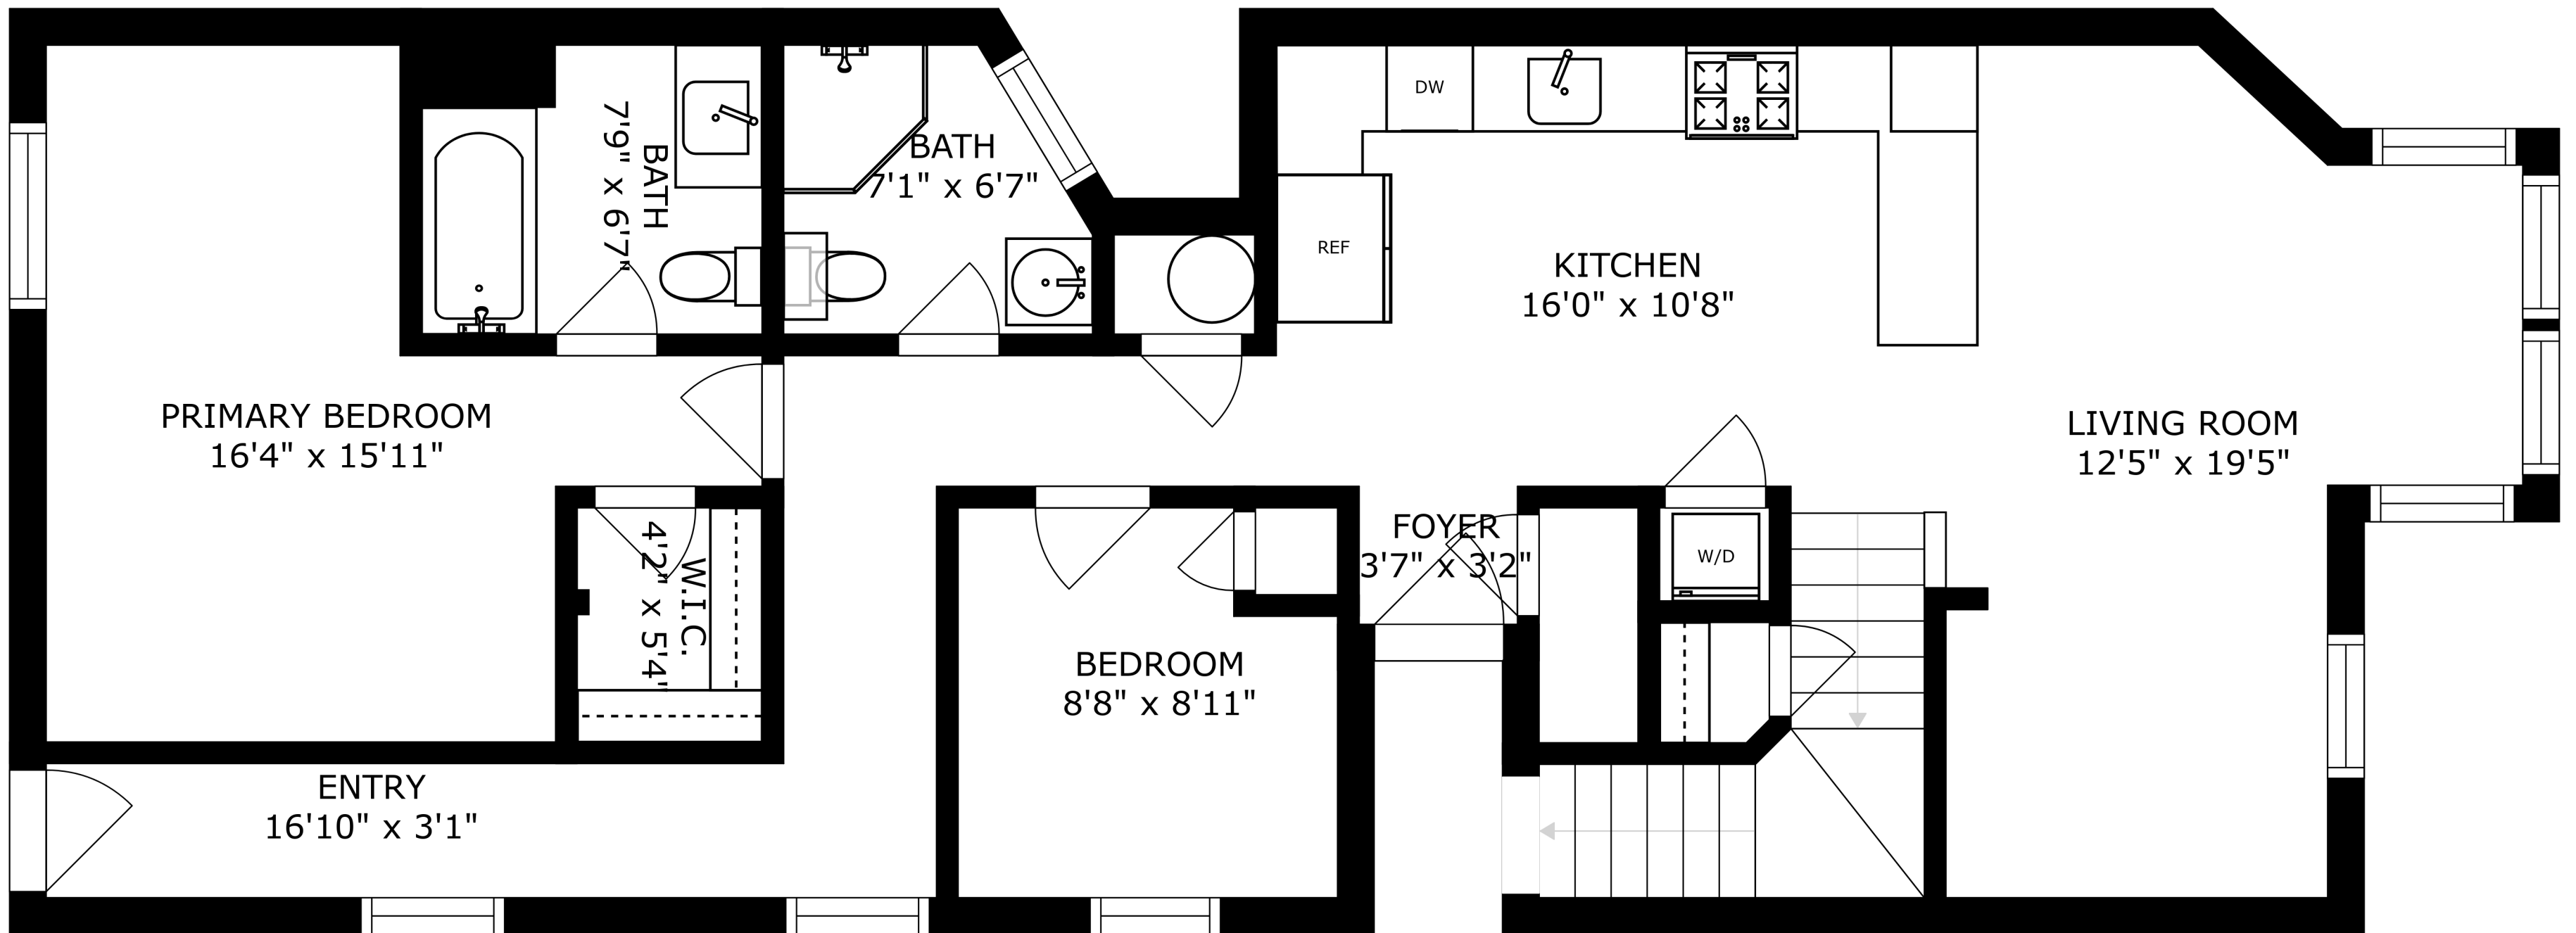 PRIMARY BEDROOM
16'4" x 15'11"
BATH
7'9" x 6'7"
BATH
7'1" x 6'7"
DW
REF
KITCHEN
16'0" x 10'8"
LIVING ROOM
12'5" x 19'5"
W.I.C.
4'2" x 5'4"
FOYER
3'7" x 3'2"
W/D
BEDROOM
8'8" x 8'11"
ENTRY
16'10" x 3'1"